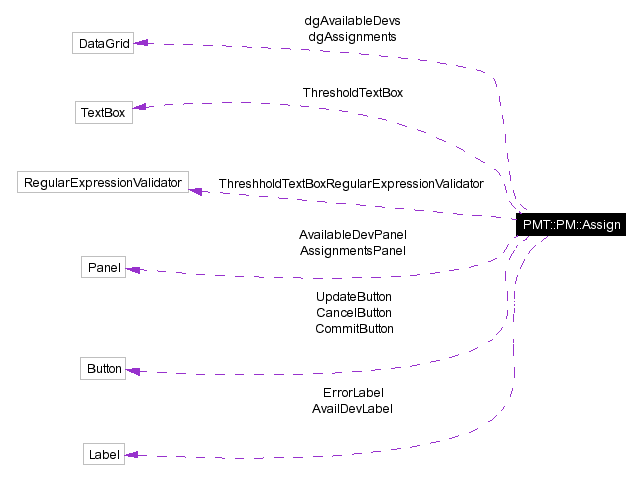 dgAvailableDevs
dgAssignments
DataGrid
ThresholdTextBox
TextBox
RegularExpressionValidator
ThreshholdTextBoxRegularExpressionValidator
PMT::PM::Assign
AvailableDevPanel
AssignmentsPanel
Panel
UpdateButton
CancelButton
CommitButton
Button
ErrorLabel
AvailDevLabel
Label